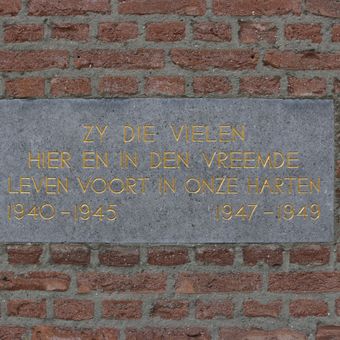 ZY DIE VIELEN
HIER EN IN DEN VREEMDE
LEVEN VOORT IN ONZE HARTEN
1940-1945 1947-1949